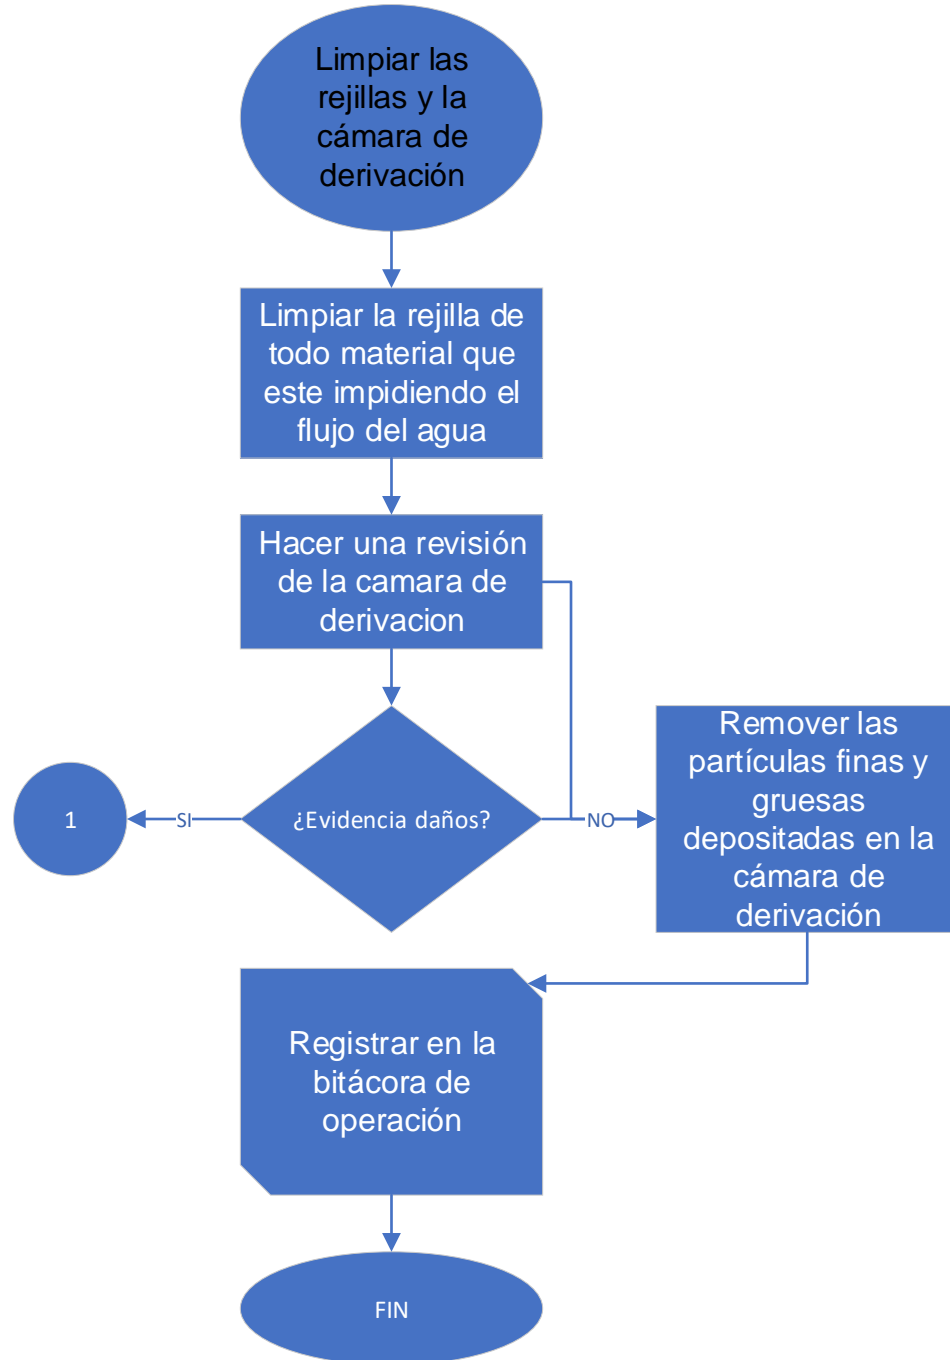 Limpiar las
rejillas y la
cámara de
derivación
Limpiar la rejilla de
todo material que
este impidiendo el
flujo del agua
Hacer una revisión
de la camara de
derivacion
¿Evidencia daños?
SI
1
NO
Remover las
partículas finas y
gruesas
depositadas en la
cámara de
derivación
Registrar en la
bitácora de
operación
FIN